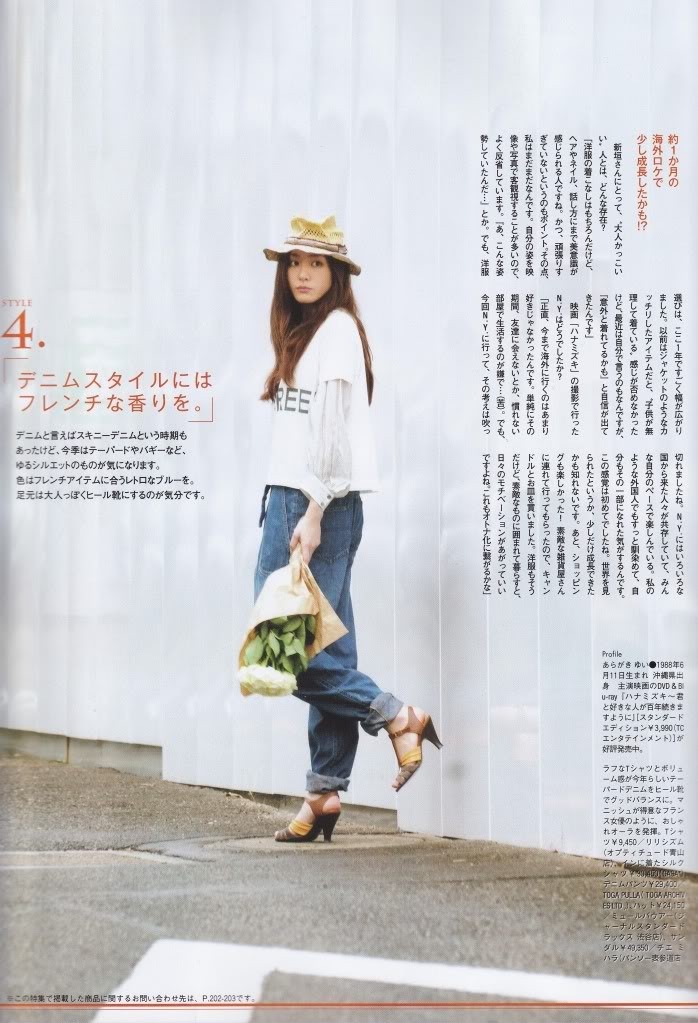 STYLE
4.
「デニムスタイルには
フレンチな香りを。」
デニムと言えばスキニーデニムという時期も
あったけど、今季はテーパードやバギーなど、
ゆるシルエットのものが気になります。
色はフレンチアイテムに合うレトロなブルーを。
足元は大人っぽくヒール靴にするのが気分です。
REE
約1か月の
海外ロケで
少し成長したかも!?
新垣さんにとって、“大人かっこい
い”人とは、どんな存在?
「洋服の着こなしはもちろんだけど、
ヘアやネイル、話し方にまで美意識が
感じられる人ですね。かつ、頑張りす
ぎていないというのもポイント。その点、
私はまだまだなんです。自分の姿を映
像や写真で客観視することが多いので、
よく反省しています。『あ、こんな姿
勢していたんだ…』とか。でも、洋服
選びは、ここ1年ですごく幅が広がり
ました。以前はジャケットのようなカ
ッチリしたアイテムだと、“子供が無
理して着ている”感じが否めなかった
けど、最近は自分で言うのもなんですが、
『意外と着れてるかも』と自信が出て
きたんです」
映画『ハナミズキ』の撮影で行った
N.Y.はどうでしたか?
「正直、今まで海外に行くのはあまり
好きじゃなかったんです。単純にその
期間、友達に会えないとか、慣れない
部屋で生活するのが嫌で…(苦)。でも、
今回N.Y.に行って、その考えは吹っ
切れましたね。N.Y.にはいろいろな
国から来た人々が共存していて、みん
な自分のペースで楽しんでいる。私の
ような外国人でもすっと馴染めて、自
分もその一部になれた気がするんです。
この感覚は初めてでしたね。世界を見
られたというか、少しだけ成長できた
かも知れないです。あと、ショッピン
グも楽しかった! 素敵な雑貨屋さん
に連れて行ってもらったので、キャン
ドルとお皿を買いました。洋服もそう
だけど、素敵なものに囲まれて暮らすと、
日々のモチベーションがあがっていい
ですよね。これもオトナ化に繋がるかな」
Profile
あらがき ゆい●1988年6
月11日生まれ 沖縄県出
身 主演映画のDVD&Bl
u-ray『ハナミズキ〜君
と好きな人が百年続きま
すように』[スタンダード
エディション¥3,990(TC
エンタテインメント)]が
好評発売中。
ラフなTシャツとボリュー
ム感が今年らしいテー
パードデニムをヒール靴
でグッドバランスに。マ
ニッシュが得意なフラン
ス女優のように、おしゃ
れオーラを発揮。Tシャ
ツ¥9,450/リリシズム
(オプティチュード青山
店)、インに着たシルク
シャツ
デニムパンツ¥29,400/
TOGA PULLA(TOGA ARCHIV
ES LTD.)、ハット¥24,150
/ミュールバウアー(ジ
ャーナルスタンダード
ラックス 渋谷店)、サン
ダル¥49,350/チエ ミ
ハラ(バンソー表参道店
※この特集で掲載した商品に関するお問い合わせ先は、P.202-203です。